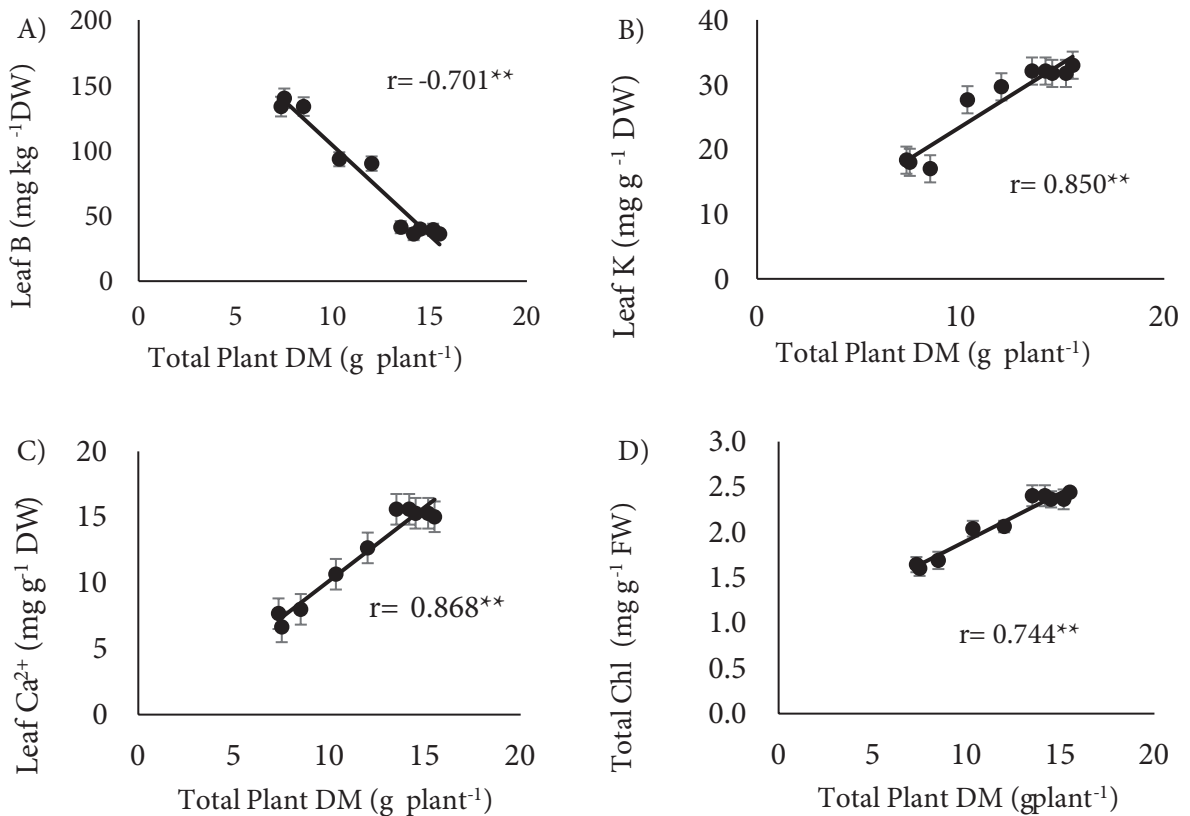 A)
Leaf B (mg kg -1DW)
200
150
100
50
0
r= -0.701**
0 5 10 15 20
Total Plant DM (g plant-1)
B)
Leaf K (mg g-1 DW)
40
30
20
10
0
r= 0.850**
0 10 20
Total Plant DM (g plant-1)
C)
Leaf Ca2+ (mg g-1 DW)
20
15
10
5
0
r= 0.868**
0 5 10 15 20
Total Plant DM (g plant-1)
D)
Total Chl (mg g-1 FW)
3.0
2.5
2.0
1.5
1.0
0.5
0.0
r= 0.744**
0 5 10 15 20
Total Plant DM (gplant-1)